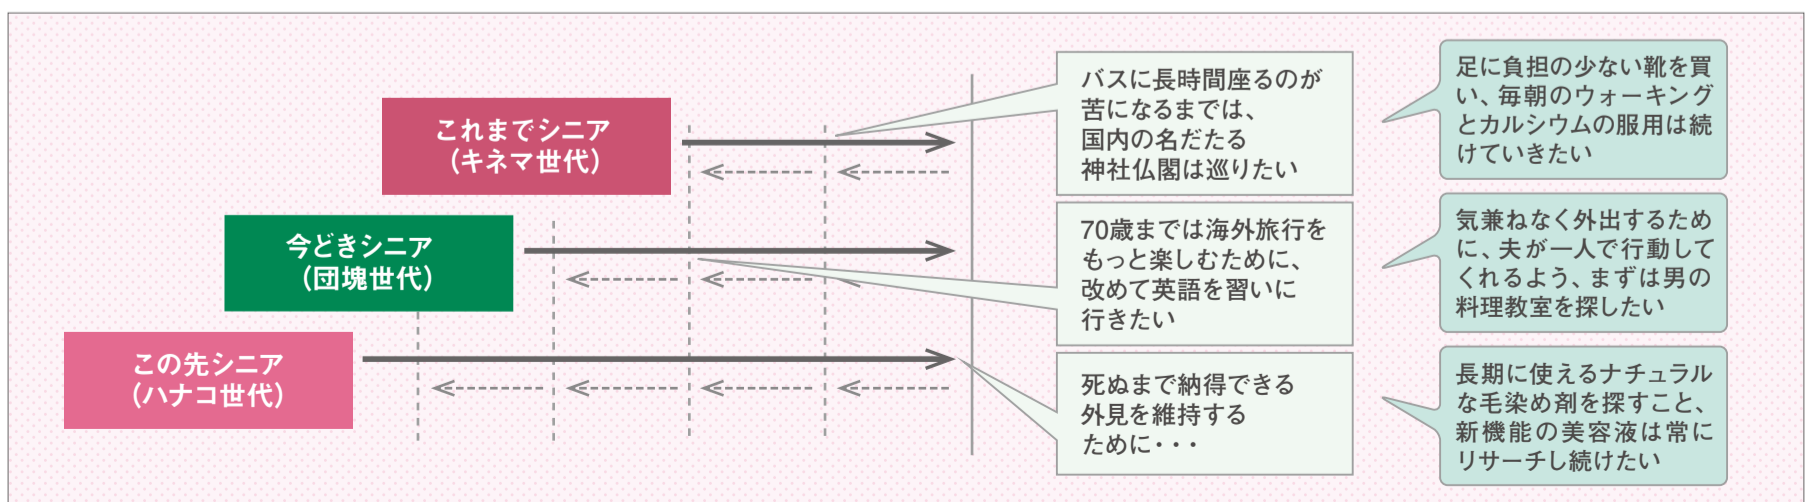 これまでシニア
（キネマ世代）
バスに長時間座るのが
苦になるまでは、
国内の名だたる
神社仏閣は巡りたい
足に負担の少ない靴を買
い、毎朝のウォーキング
とカルシウムの服用は続
けていきたい
今どきシニア
（団塊世代）
70歳までは海外旅行を
もっと楽しむために、
改めて英語を習いに
行きたい
気兼ねなく外出するため
に、夫が一人で行動して
くれるよう、まずは男の
料理教室を探したい
この先シニア
（ハナコ世代）
死ぬまで納得できる
外見を維持する
ために・・・
長期に使えるナチュラル
な毛染め剤を探すこと、
新機能の美容液は常に
リサーチし続けたい